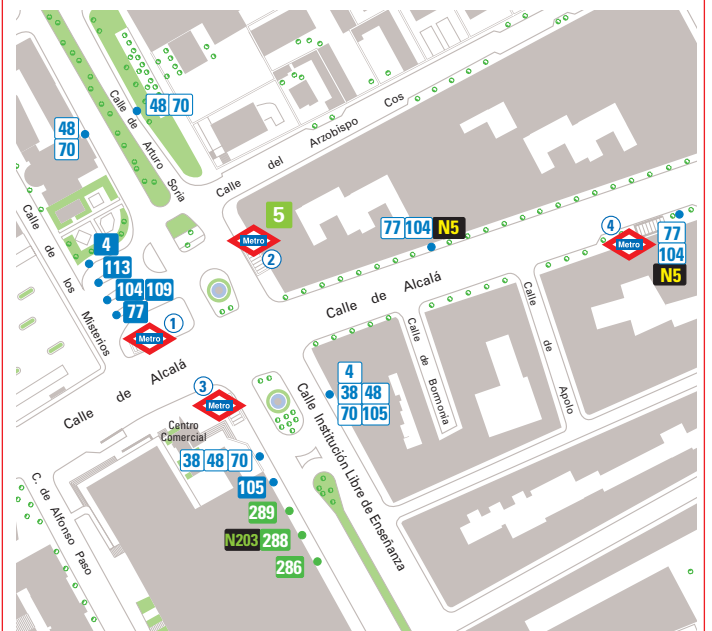 Calle de Arturo Soria
48 70
48
70
Calle del Arzobispo Cos
Calle de los Misterios
4
113
104 109
77
Metro
1
5
Metro
2
77 104 N5
4
Metro
77
104
N5
Calle de Alcalá
Calle de Alcalá
Calle de Bormonia
Calle de Apolo
3
Metro
Centro
Comercial
Calle Institución Libre de Enseñanza
4
38 48
70 105
38 48 70
105
289
N203 288
286
C. de Alfonso Paso